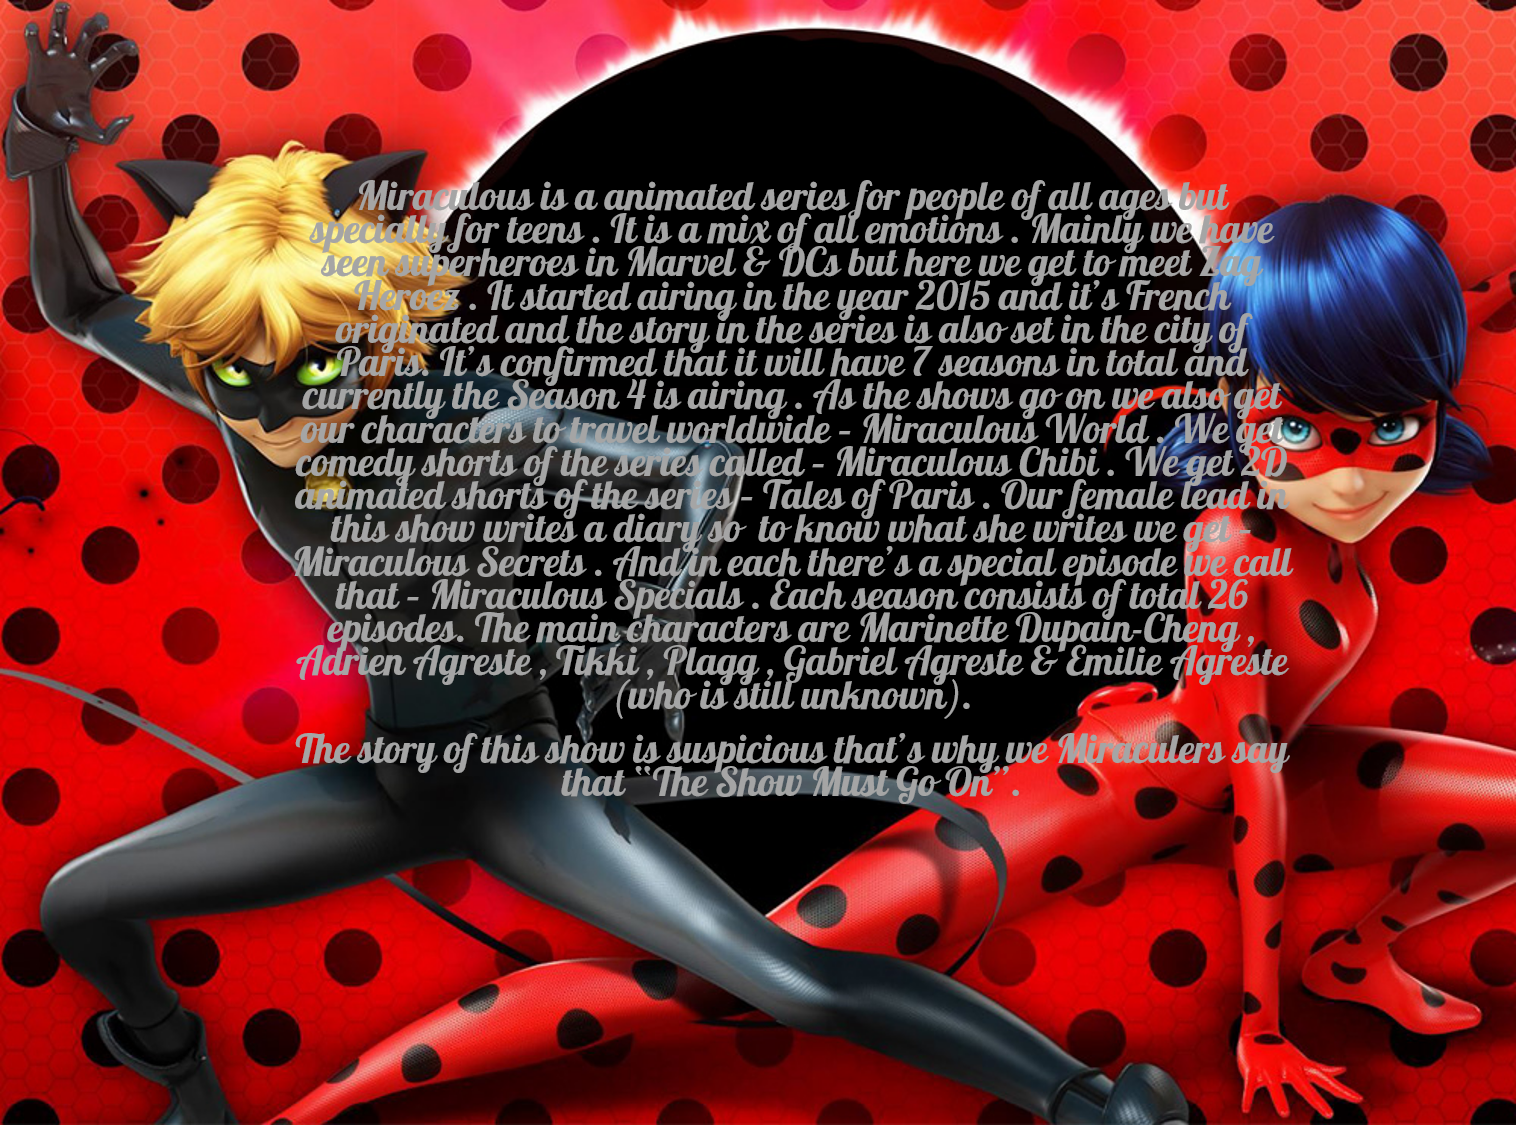 Miraculous is a animated series for people of all ages but
specially for teens . It is a mix of all emotions . Mainly we have
seen superheroes in Marvel & DCs but here we get to meet Zag
Heroez . It started airing in the year 2015 and it’s French
originated and the story in the series is also set in the city of
Paris. It’s confirmed that it will have 7 seasons in total and
currently the Season 4 is airing . As the shows go on we also get
our characters to travel worldwide – Miraculous World . We get
comedy shorts of the series called – Miraculous Chibi . We get 2D
animated shorts of the series – Tales of Paris . Our female lead in
this show writes a diary so to know what she writes we get –
Miraculous Secrets . And in each there’s a special episode we call
that – Miraculous Specials . Each season consists of total 26
episodes. The main characters are Marinette Dupain-Cheng ,
Adrien Agreste , Tikki , Plagg , Gabriel Agreste & Emilie Agreste
(who is still unknown).
The story of this show is suspicious that’s why we Miraculers say
that “The Show Must Go On”.